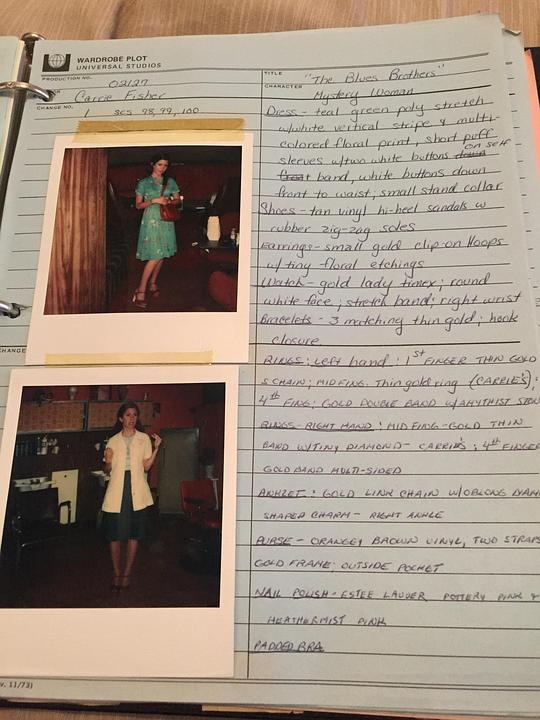 WARDROBE PLOT
UNIVERSAL STUDIOS
PRODUCTION NO. 02127
Carrie Fisher
CHANGE NO. 1 SCS 98, 99, 100
TITLE "The Blues Brothers"
CHARACTER Mystery Woman
Dress - teal green poly stretch
w/white vertical stripe & multi-
colored floral print, short puff
sleeves w/two white buttons down on self
band, white buttons down
front to waist; small stand collar
Shoes - tan vinyl hi-heel sandals w
rubber zig-zag soles
Earrings - small gold clip-on Hoops
w/tiny floral etchings
Watch - gold lady timex; round
white face; stretch band; right wrist
Bracelets - 3 matching thin gold; hook
closure
RINGS: Left hand: 1st FINGER THIN GOLD
S CHAIN; MID FING. Thin gold ring (CARRIE'S);
4th FING; GOLD DOUBLE BAND W/AMYTHIST STON
RINGS - RIGHT HAND: MID FING - GOLD THIN
BAND W/TINY DIAMOND - CARRIE'S; 4th FINGER
GOLD BAND MULTI-SIDED
ANKLET: GOLD LINK CHAIN W/OBLONG DIAM
SHAPED CHARM - RIGHT ANKLE
PURSE - ORANGEY BROWN VINYL, TWO STRAPS
GOLD FRAME; OUTSIDE POCKET
NAIL POLISH - ESTEE LAUDER POTTERY PINK &
HEATHERMIST PINK
PADDED BRA
v. 11/73)
CHANGE